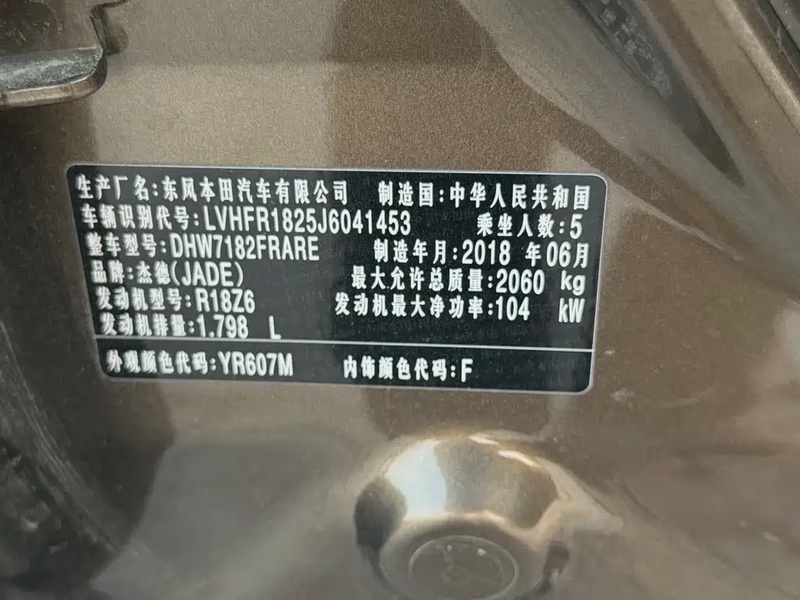 生产厂名:东风本田汽车有限公司 制造国:中华人民共和国
车辆识别代号:LVHFR1825J6041453 乘坐人数:5
整车型号:DHW7182FRARE 制造年月:2018 年06月
品牌:杰德(JADE) 最大允许总质量:2060 kg
发动机型号:R18Z6 发动机最大净功率:104 kW
发动机排量:1.798 L
外观颜色代码:YR607M 内饰颜色代码:F